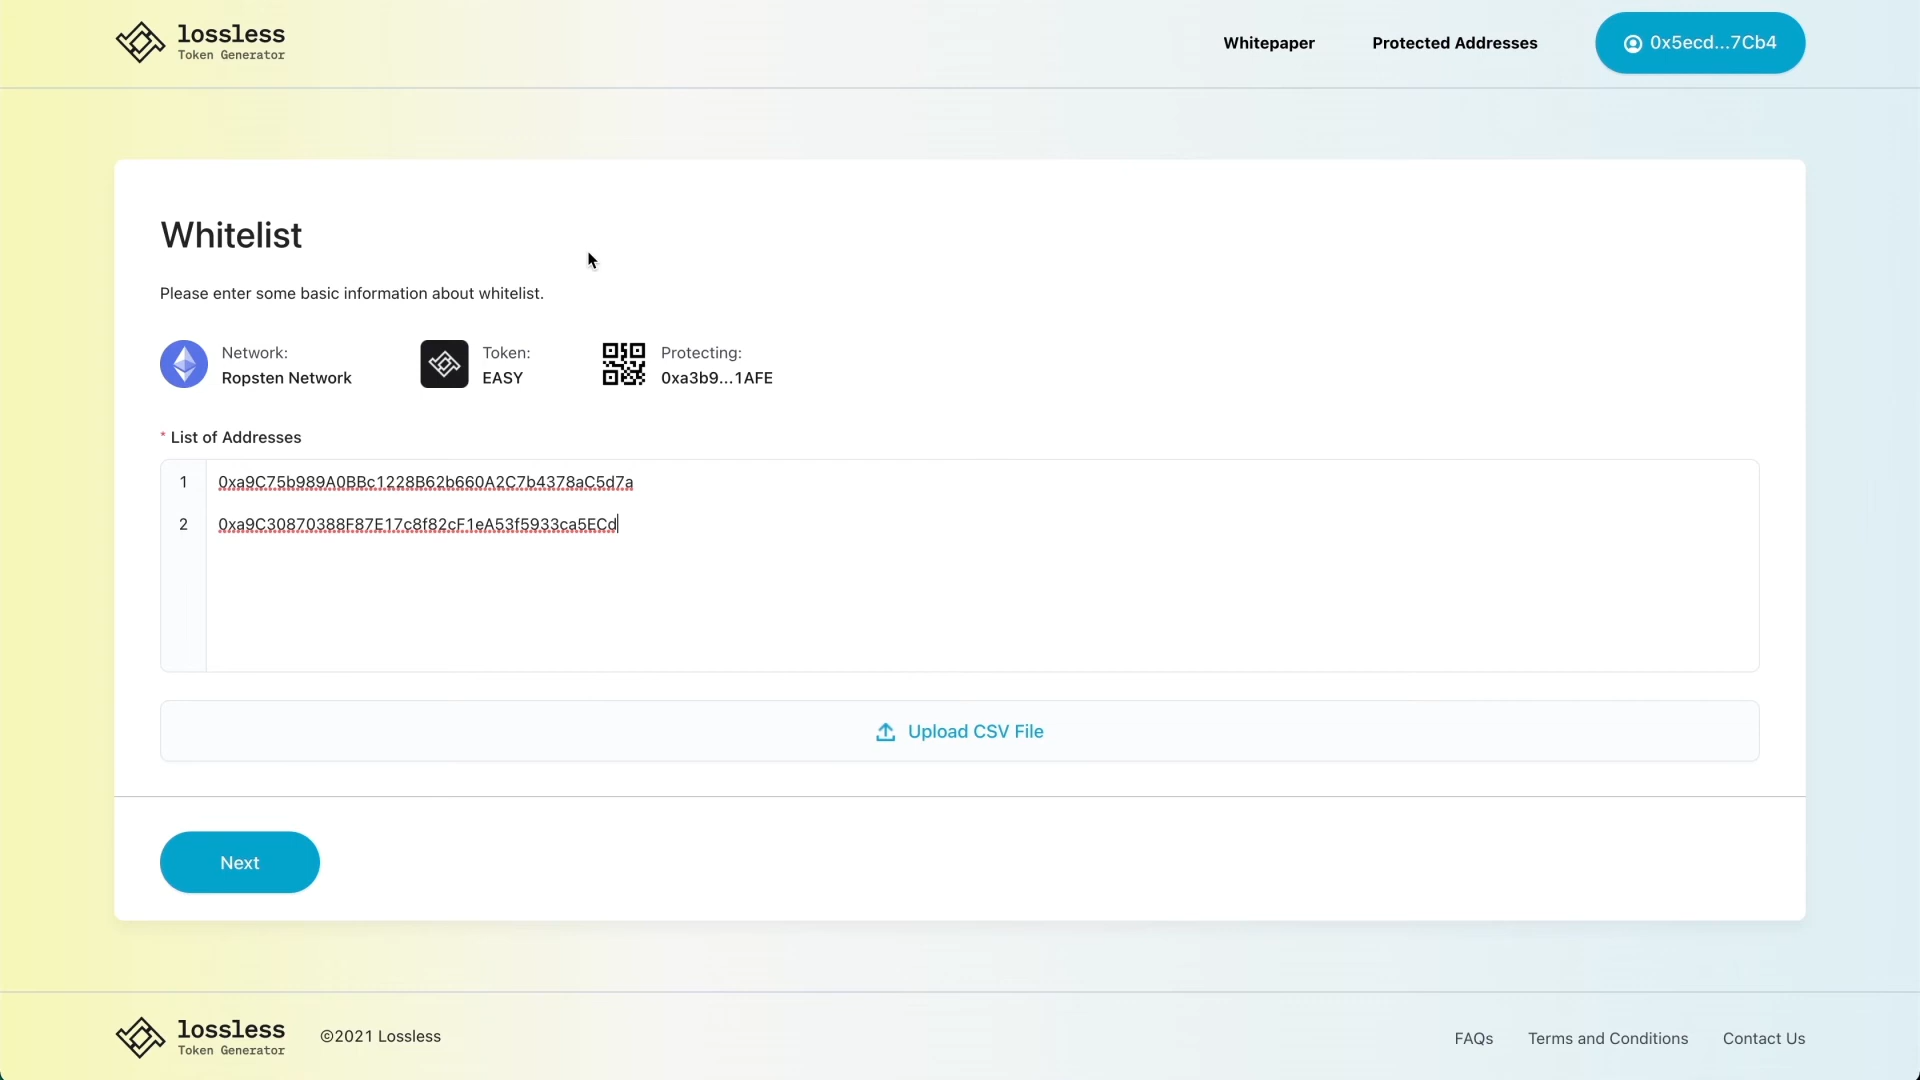 lossless
Token Generator
Whitepaper
Protected Addresses
0x5ecd...7Cb4
Whitelist
Please enter some basic information about whitelist.
Network:
Ropsten Network
Token:
EASY
Protecting:
0xa3b9...1AFE
* List of Addresses
1 0xa9C75b989A0BBc1228B62b660A2C7b4378aC5d7a
2 0xa9C30870388F87E17c8f82cF1eA53f5933ca5ECd
Upload CSV File
Next
lossless
Token Generator
©2021 Lossless
FAQs
Terms and Conditions
Contact Us